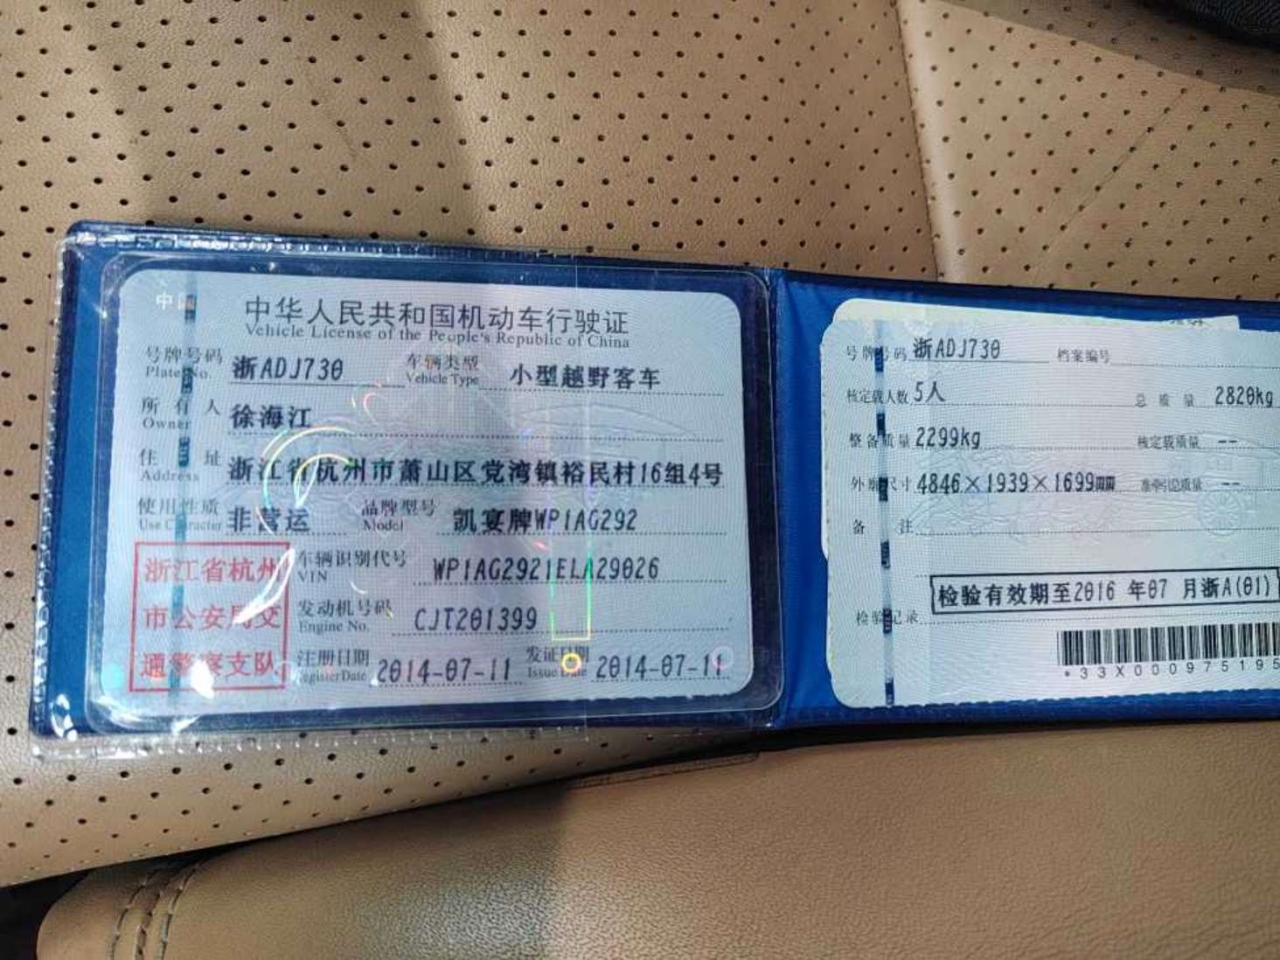 中国
中华人民共和国机动车行驶证
Vehicle License of the People's Republic of China
号牌号码 浙ADJ730 车辆类型 小型越野客车
Plate No. Vehicle Type
所有人 徐海江
Owner
住址 浙江省杭州市萧山区党湾镇裕民村16组4号
Address
使用性质 非营运 品牌型号 凯宴牌WP1AG292
Use Character Model
浙江省杭州
市公安局交
通警察支队
车辆识别代号 WP1AG2921ELA29026
VIN
发动机号码 CJT201399
Engine No.
注册日期 2014-07-11 发证日期 2014-07-11
Register Date Issue Date
号牌号码 浙ADJ730 档案编号
核定载人数 5人 总质量 2820kg
整备质量 2299kg 核定载质量 --
外廓尺寸 4846×1939×1699mm 准牵引总质量 --
备注
检验有效期至2016 年07 月浙A(01)
检验记录
*33X000975195